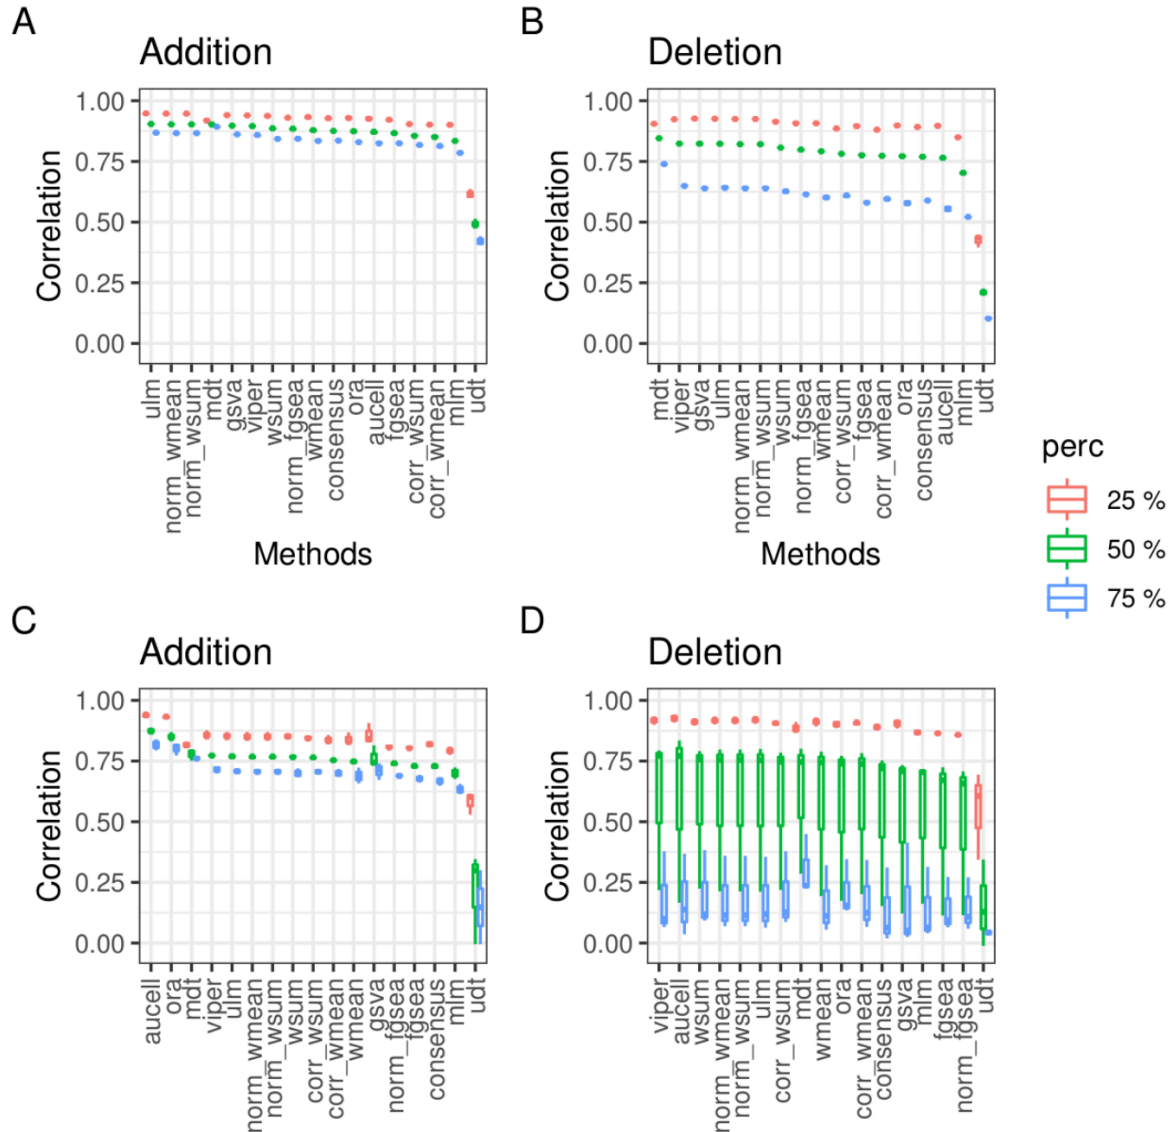 A
Addition
Correlation
1.00
0.75
0.50
0.25
0.00
ulm
norm_wmean
norm_wsum
mdt
gsva
viper
wsum
norm_fgsea
wmean
consensus
ora
aucell
fgsea
corr_wsum
corr_wmean
mlm
udt
Methods
B
Deletion
Correlation
1.00
0.75
0.50
0.25
0.00
mdt
viper
gsva
ulm
norm_wmean
norm_wsum
wsum
norm_fgsea
wmean
corr_wsum
fgsea
corr_wmean
ora
consensus
aucell
mlm
udt
Methods
perc
25 %
50 %
75 %
C
Addition
Correlation
1.00
0.75
0.50
0.25
0.00
aucell
ora
mdt
viper
ulm
norm_wmean
norm_wsum
wsum
corr_wsum
corr_wmean
wmean
gsva
norm_fgsea
fgsea
consensus
mlm
udt
D
Deletion
Correlation
1.00
0.75
0.50
0.25
0.00
viper
aucell
wsum
norm_wmean
norm_wsum
ulm
corr_wsum
mdt
wmean
ora
corr_wmean
consensus
gsva
mlm
fgsea
norm_fgsea
udt